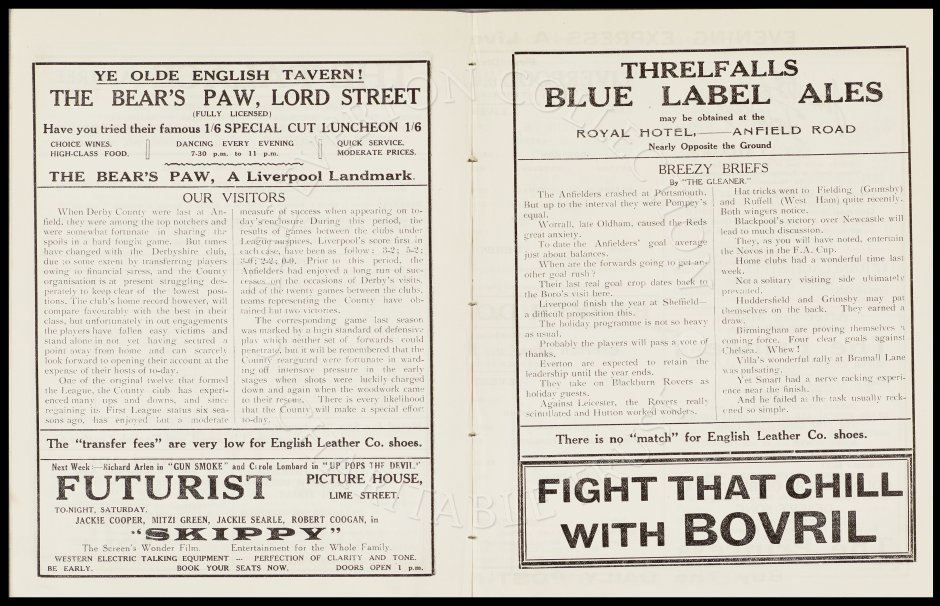 YE OLDE ENGLISH TAVERN!
THE BEAR'S PAW, LORD STREET
(FULLY LICENSED)
Have you tried their famous 1/6 SPECIAL CUT LUNCHEON 1/6
CHOICE WINES.
HIGH-CLASS FOOD.
DANCING EVERY EVENING
7-30 p.m. to 11 p.m.
QUICK SERVICE.
MODERATE PRICES.
THE BEAR'S PAW, A Liverpool Landmark.
OUR VISITORS
When Derby County were last at An-
field, they were among the top notchers and
were somewhat fortunate in sharing the
spoils in a hard fought game. But times
have changed with the Derbyshire club,
due to some extent by transferring players
owing to financial stress, and the County
organisation is at present struggling des-
perately to keep clear of the lowest posi-
tions. The club's home record however, will
compare favourably with the best in their
class, but unfortunately in out engagements
the players have fallen easy victims and
stand alone in not yet having secured a
point away from home and can scarcely
look forward to opening their account at the
expense of their hosts of to-day.
One of the original twelve that formed
the League, the County club has experi-
enced many ups and downs, and since
regaining its First League status six sea-
sons ago, has enjoyed but a moderate
measure of success when appearing on to-
day's enclosure. During this period, the
results of games between the clubs under
League auspices, Liverpool's score first in
each case, have been as follow: 3-2; 5-2;
2-2; 0-0. Prior to this period, the
Anfielders had enjoyed a long run of suc-
cesses on the occasions of Derby's visits,
and of the twenty games between the clubs,
teams representing the County have ob-
tained but two victories.
The corresponding game last season
was marked by a high standard of defensive
play which neither set of forwards could
penetrate, but it will be remembered that the
County rearguard were fortunate in ward-
ing off intensive pressure in the early
stages when shots were luckily charged
down and again when the woodwork came
to their rescue. There is every likelihood
that the County will make a special effort
to-day.
The "transfer fees" are very low for English Leather Co. shoes.
Next Week:—Richard Arlen in "GUN SMOKE" and Carole Lombard in "UP POPS THE DEVIL."
FUTURIST
PICTURE HOUSE,
LIME STREET.
TO-NIGHT, SATURDAY.
JACKIE COOPER, MITZI GREEN, JACKIE SEARLE, ROBERT COOGAN, in
"SKIPPY"
The Screen's Wonder Film. Entertainment for the Whole Family.
WESTERN ELECTRIC TALKING EQUIPMENT — PERFECTION OF CLARITY AND TONE.
BE EARLY. BOOK YOUR SEATS NOW. DOORS OPEN 1 p.m.
THRELFALLS
BLUE LABEL ALES
may be obtained at the
ROYAL HOTEL,——ANFIELD ROAD
Nearly Opposite the Ground
BREEZY BRIEFS
By "THE GLEANER."
The Anfielders crashed at Portsmouth.
But up to the interval they were Pompey's
equal.
Worrall, late Oldham, caused the Reds
great anxiety.
To date the Anfielders' goal average
just about balances.
When are the forwards going to get an-
other goal rush?
Their last real goal crop dates back to
the Boro's visit here.
Liverpool finish the year at Sheffield—
a difficult proposition this.
The holiday programme is not so heavy
as usual.
Probably the players will pass a vote of
thanks.
Everton are expected to retain the
leadership until the year ends.
They take on Blackburn Rovers as
holiday guests.
Against Leicester, the Rovers really
scintillated and Hutton worked wonders.
Hat tricks went to Fielding (Grimsby)
and Ruffell (West Ham) quite recently.
Both wingers notice.
Blackpool's victory over Newcastle will
lead to much discussion.
They, as you will have noted, entertain
the Novos in the F.A. Cup.
Home clubs had a wonderful time last
week.
Not a solitary visiting side ultimately
prevailed.
Huddersfield and Grimsby may pat
themselves on the back. They earned a
draw.
Birmingham are proving themselves a
coming force. Four clear goals against
Chelsea. Whew!
Villa's wonderful rally at Bramall Lane
was pulsating.
Yet Smart had a nerve racking experi-
ence near the finish.
And he failed at the task usually reck-
oned so simple.
There is no "match" for English Leather Co. shoes.
FIGHT THAT CHILL
WITH BOVRIL